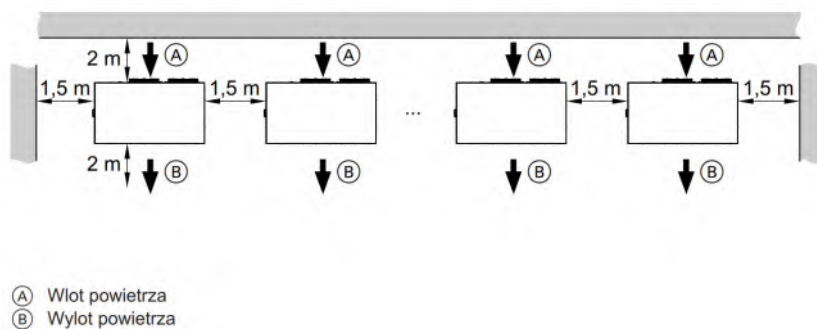 2 m A A A A
1,5 m 1,5 m ... 1,5 m 1,5 m
2 m B B B B
A Wlot powietrza
B Wylot powietrza